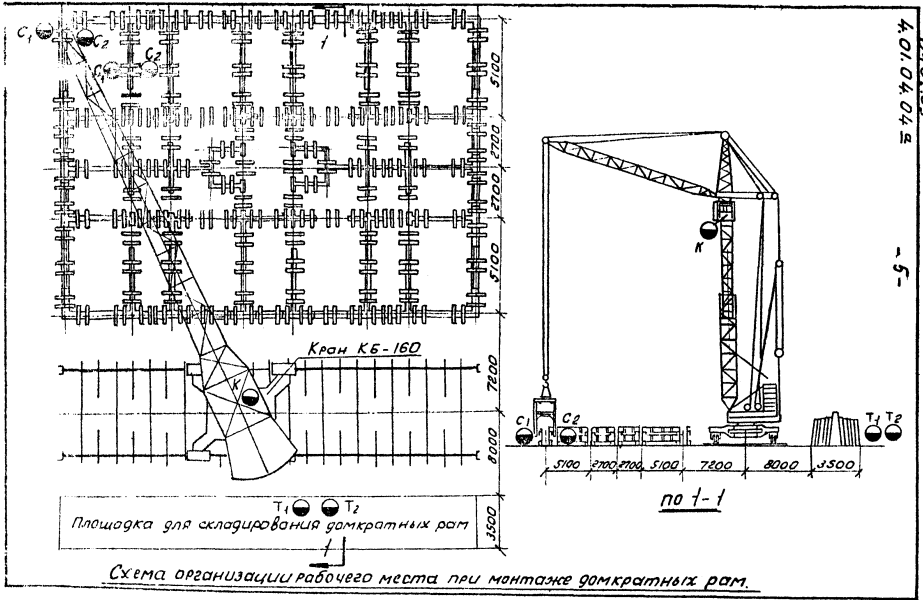 4.01.04.04я
-5-
С₁ С₂
С₁ С₂
1
5100
2700
2700
5100
7200
8000
3500
Кран КБ-160
К
Т₁ Т₂
Площадка для складирования домкратных рам
1
К
С₁ С₂
Т₁ Т₂
5100 2700 2700 5100 7200 8000 3500
по 1-1
Схема организации рабочего места при монтаже домкратных рам.